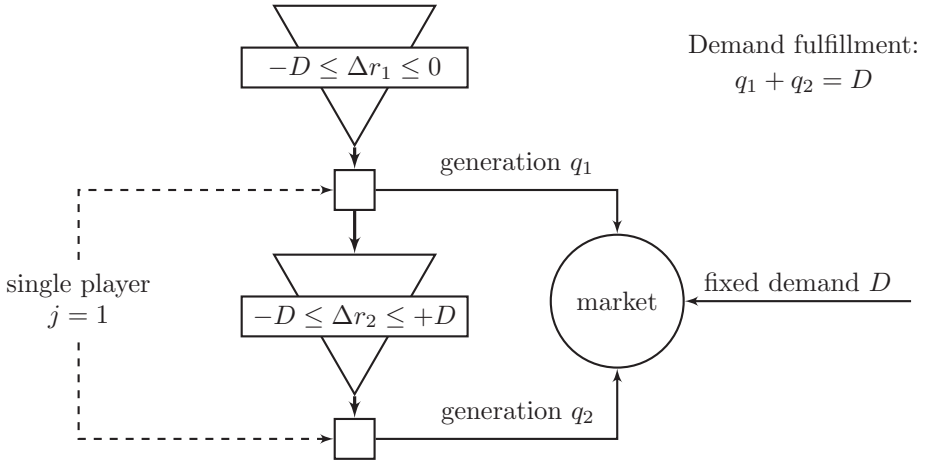 −D ≤ Δr₁ ≤ 0
Demand fulfillment:
q₁ + q₂ = D
generation q₁
single player
j = 1
−D ≤ Δr₂ ≤ +D
market
fixed demand D
generation q₂